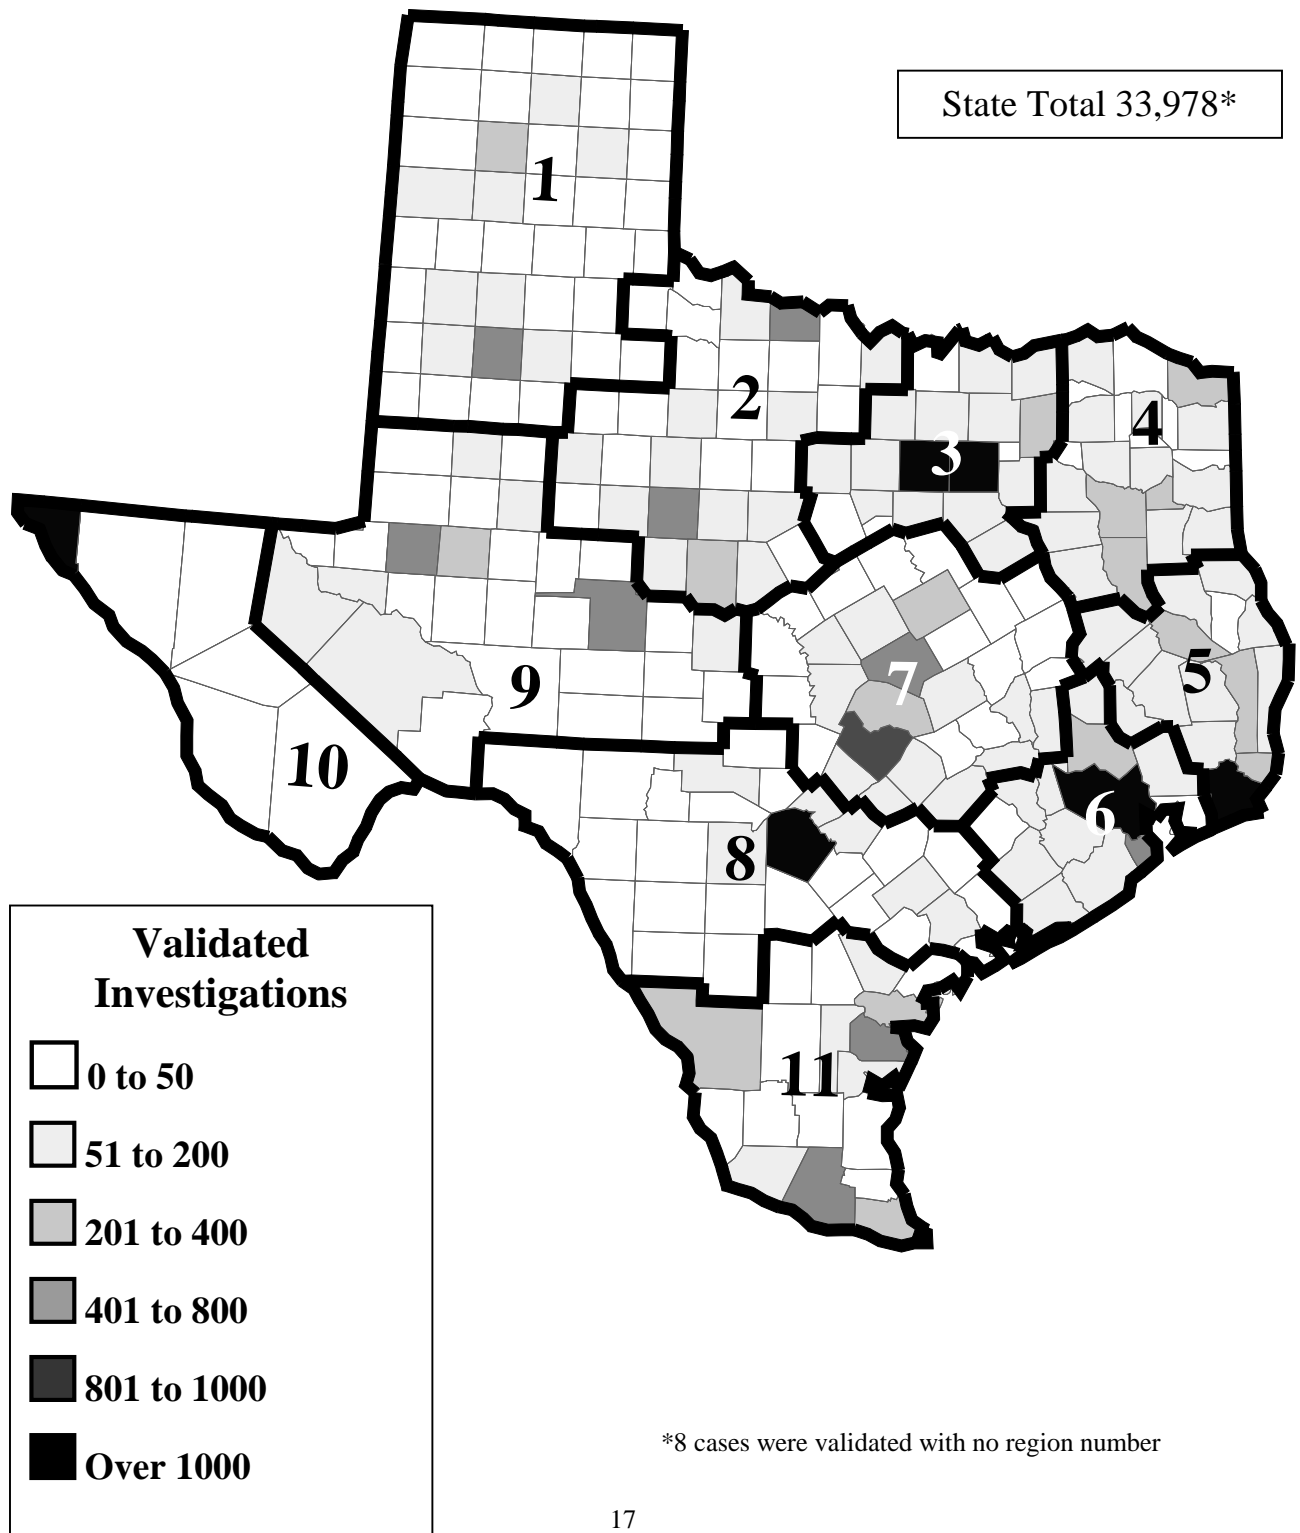 State Total 33,978*
1
2
3
4
5
6
7
8
9
10
11
Validated
Investigations
0 to 50
51 to 200
201 to 400
401 to 800
801 to 1000
Over 1000
*8 cases were validated with no region number
17